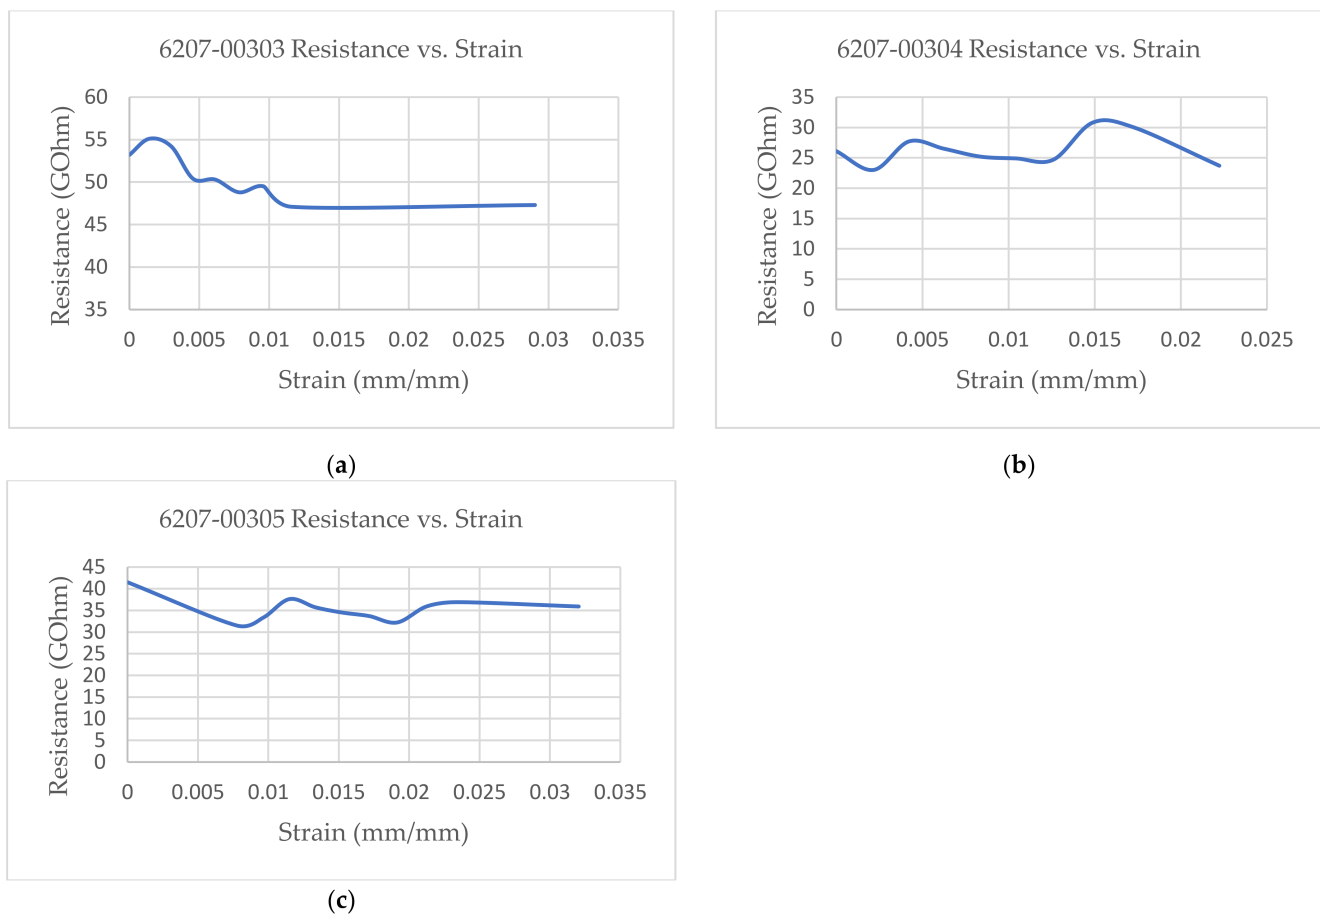 6207-00303 Resistance vs. Strain
Resistance (GOhm)
60
55
50
45
40
35
0 0.005 0.01 0.015 0.02 0.025 0.03 0.035
Strain (mm/mm)
(a)
6207-00304 Resistance vs. Strain
Resistance (GOhm)
35
30
25
20
15
10
5
0
0 0.005 0.01 0.015 0.02 0.025
Strain (mm/mm)
(b)
6207-00305 Resistance vs. Strain
Resistance (GOhm)
45
40
35
30
25
20
15
10
5
0
0 0.005 0.01 0.015 0.02 0.025 0.03 0.035
Strain (mm/mm)
(c)